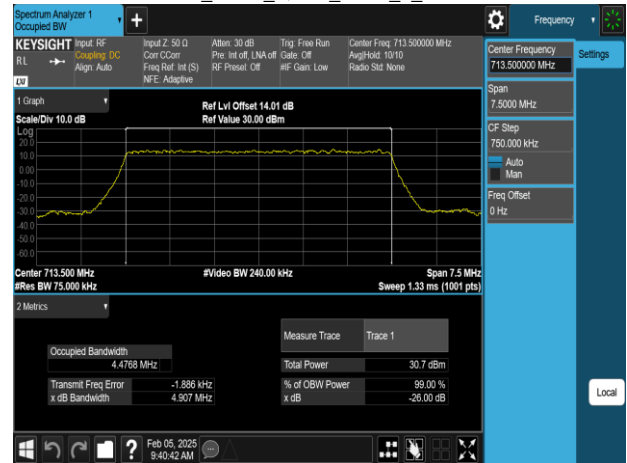 Spectrum Analyzer 1
Occupied BW
Frequency
KEYSIGHT
RL
LXI
Input: RF
Coupling: DC
Align: Auto
Input Z: 50 Ω
Corr CCorr
Freq Ref: Int (S)
NFE: Adaptive
Atten: 30 dB
Pre: Int off, LNA off
RF Presel: Off
Trig: Free Run
Gate: Off
#IF Gain: Low
Center Freq: 713.500000 MHz
Avg|Hold: 10/10
Radio Std: None
Center Frequency
713.500000 MHz
Settings
Span
7.5000 MHz
CF Step
750.000 kHz
Auto
Man
Freq Offset
0 Hz
1 Graph
Scale/Div 10.0 dB
Ref Lvl Offset 14.01 dB
Ref Value 30.00 dBm
Log
20.0
10.0
0.00
-10.0
-20.0
-30.0
-40.0
-50.0
-60.0
Center 713.500 MHz
#Res BW 75.000 kHz
#Video BW 240.00 kHz
Span 7.5 MHz
Sweep 1.33 ms (1001 pts)
2 Metrics
Measure Trace Trace 1
Occupied Bandwidth
4.4768 MHz
Total Power 30.7 dBm
Transmit Freq Error -1.886 kHz
% of OBW Power 99.00 %
x dB Bandwidth 4.907 MHz
x dB -26.00 dB
Local
Feb 05, 2025
9:40:42 AM